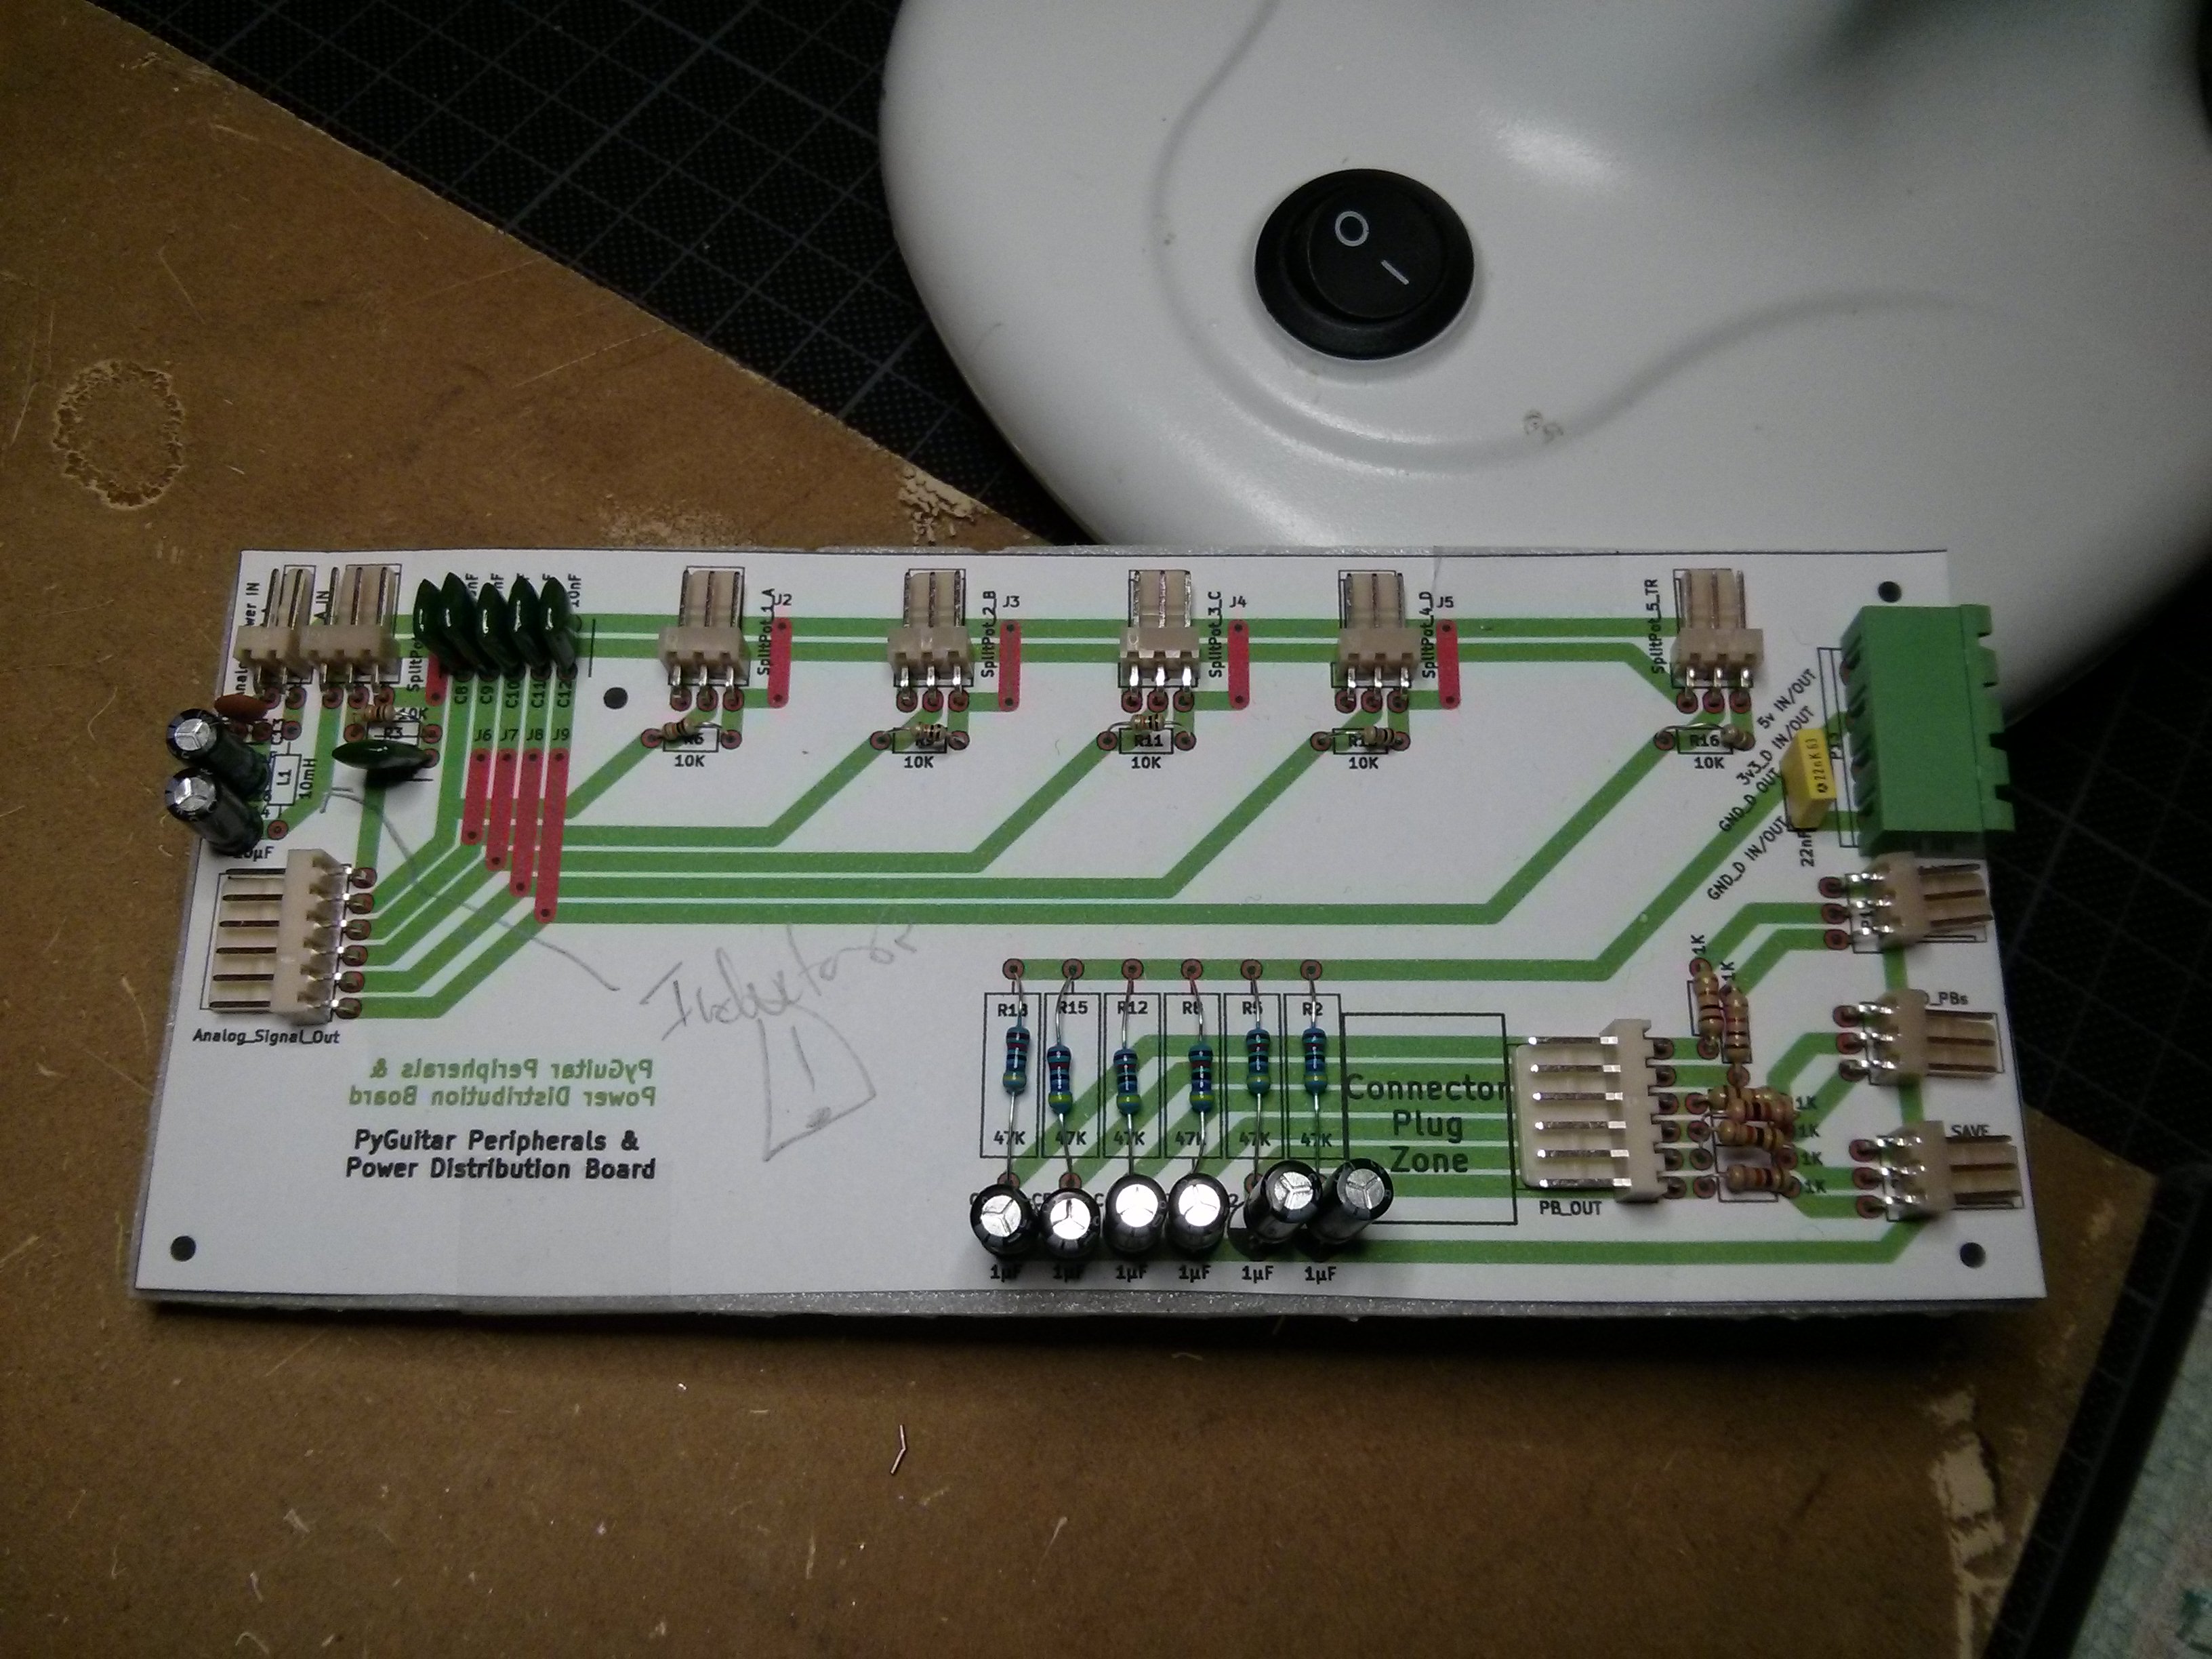 O
IN
10nF
SplitPot_1_A
J2
SplitPot_2_B
J3
SplitPot_3_C
J4
SplitPot_4_D
J5
SplitPot_5_TR
C8
C9
C10
C11
C12
C13
R3
J6
J7
J8
J9
L1
10mH
10K
R11
10K
10K
10K
R16
10K
5v IN/OUT
3v3_D IN/OUT
GND_D OUT
GND_D IN/OUT
22nK63
22nF
Analog_Signal_Out
R15
R12
R2
47K
47K
47K
47K
47K
47K
1µF
1µF
1µF
1µF
1µF
1µF
Connector
Plug
Zone
PB_OUT
1K
1K
1K
1K
1K
1K
_PBs
SAVE
PyGuitar Peripherals &
Power Distribution Board
PyGuitar Peripherals &
Power Distribution Board